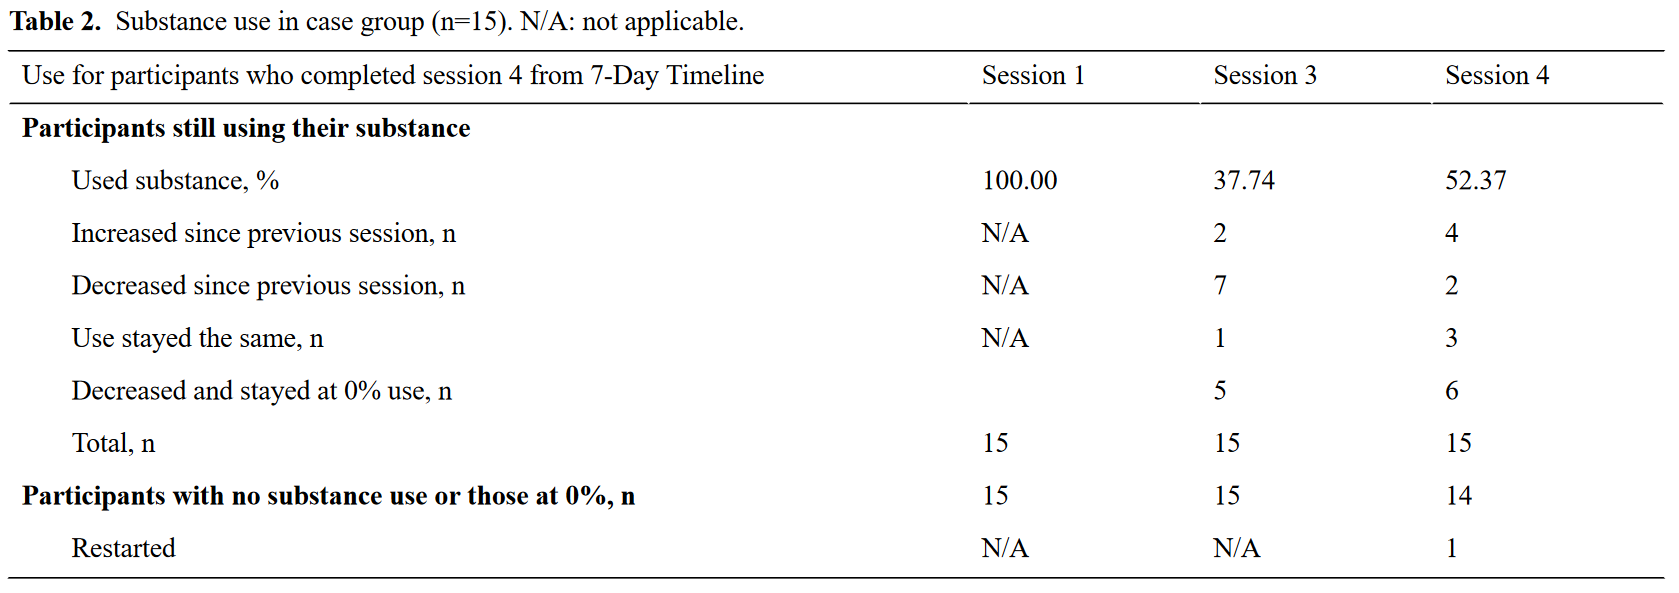 Table 2. Substance use in case group (n=15). N/A: not applicable.
Use for participants who completed session 4 from 7-Day Timeline Session 1 Session 3 Session 4
Participants still using their substance
Used substance, % 100.00 37.74 52.37
Increased since previous session, n N/A 2 4
Decreased since previous session, n N/A 7 2
Use stayed the same, n N/A 1 3
Decreased and stayed at 0% use, n 5 6
Total, n 15 15 15
Participants with no substance use or those at 0%, n 15 15 14
Restarted N/A N/A 1